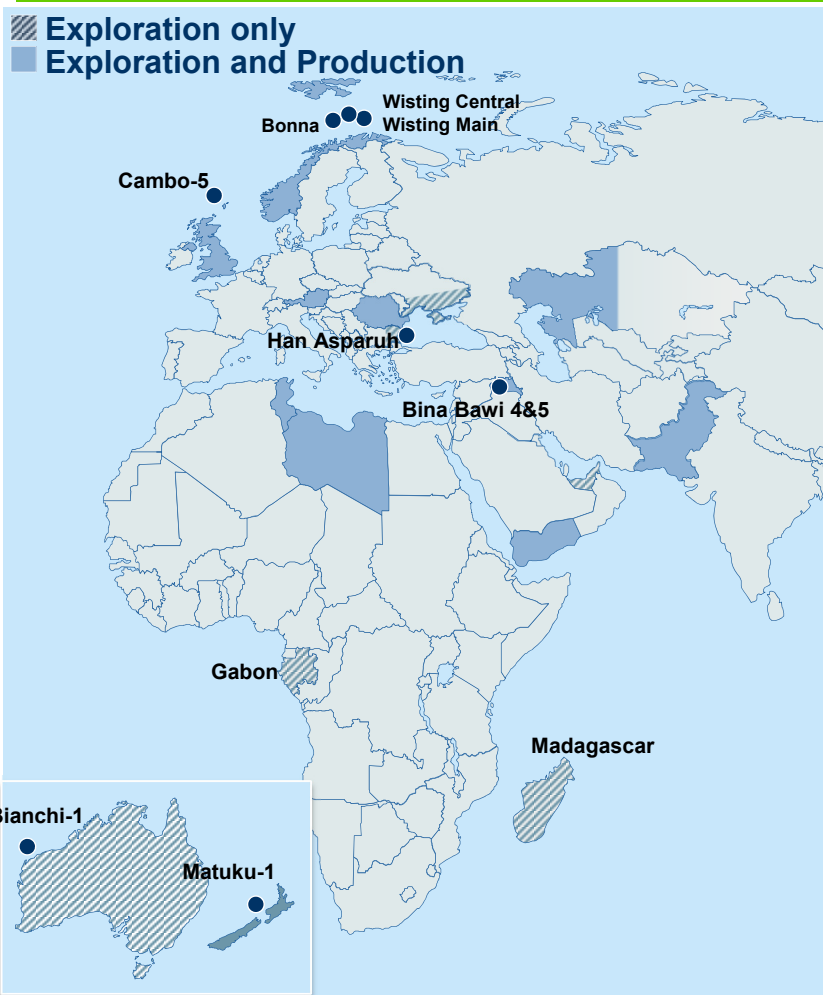 Exploration only
Exploration and Production
Wisting Central
Bonna
Wisting Main
Cambo-5
Han Asparuh
Bina Bawi 4&5
Gabon
Madagascar
Bianchi-1
Matuku-1